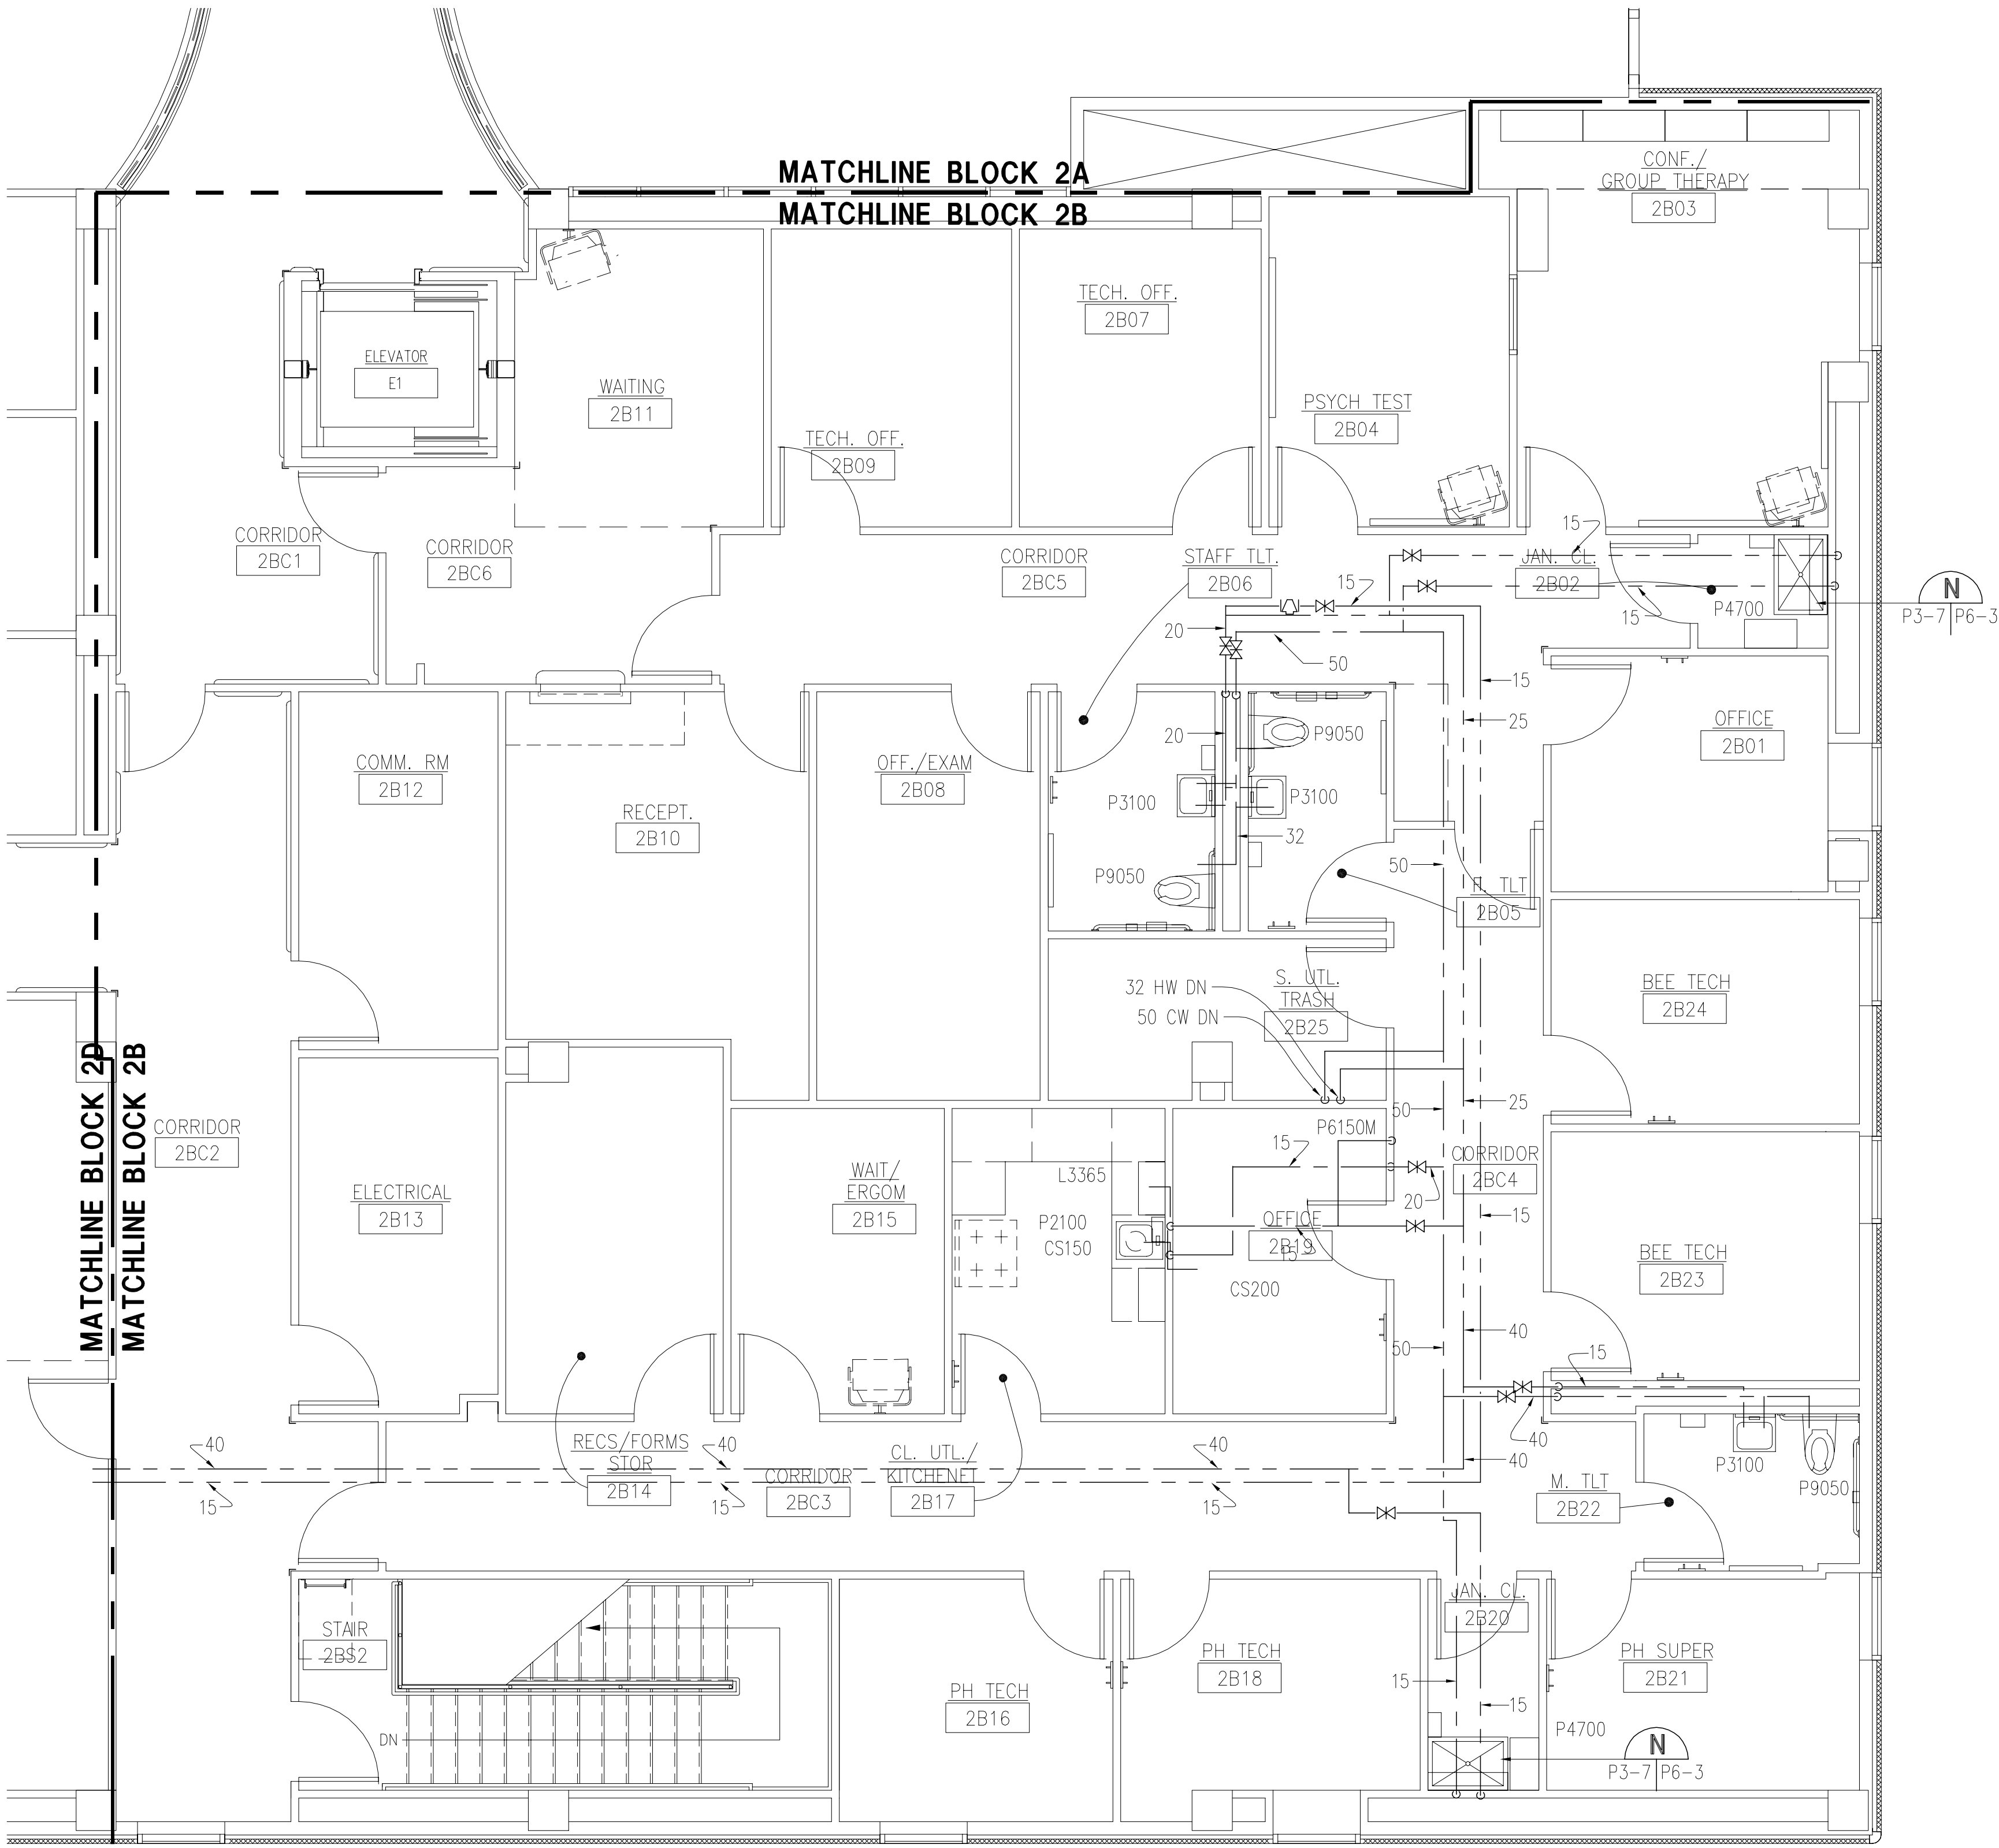 MATCHLINE BLOCK 2A
MATCHLINE BLOCK 2B
CONF./
GROUP THERAPY
2B03
TECH. OFF.
2B07
ELEVATOR
E1
WAITING
2B11
PSYCH TEST
2B04
TECH. OFF.
2B09
CORRIDOR
2BC1
CORRIDOR
2BC6
CORRIDOR
2BC5
STAFF TLT.
2B06
15
JAN. CL.
2B02
15
15
P4700
N
P3-7
P6-3
20
50
15
25
OFFICE
2B01
20
P9050
COMM. RM
2B12
OFF./EXAM
2B08
RECEPT.
2B10
P3100
P3100
32
50
P9050
F. TLT
2B05
32 HW DN
50 CW DN
S. UTL.
TRASH
2B25
BEE TECH
2B24
MATCHLINE BLOCK 2D
MATCHLINE BLOCK 2B
CORRIDOR
2BC2
50
25
P6150M
15
CORRIDOR
2BC4
20
15
ELECTRICAL
2B13
WAIT/
ERGOM
2B15
L3365
P2100
CS150
OFFICE
2B19
15
CS200
BEE TECH
2B23
40
50
15
40
40
RECS/FORMS
STOR
2B14
40
40
40
CL. UTL./
KITCHENET
2B17
CORRIDOR
2BC3
15
15
15
P3100
P9050
M. TLT
2B22
STAIR
2BS2
DN
PH TECH
2B16
PH TECH
2B18
JAN. CL.
2B20
PH SUPER
2B21
15
15
P4700
N
P3-7
P6-3